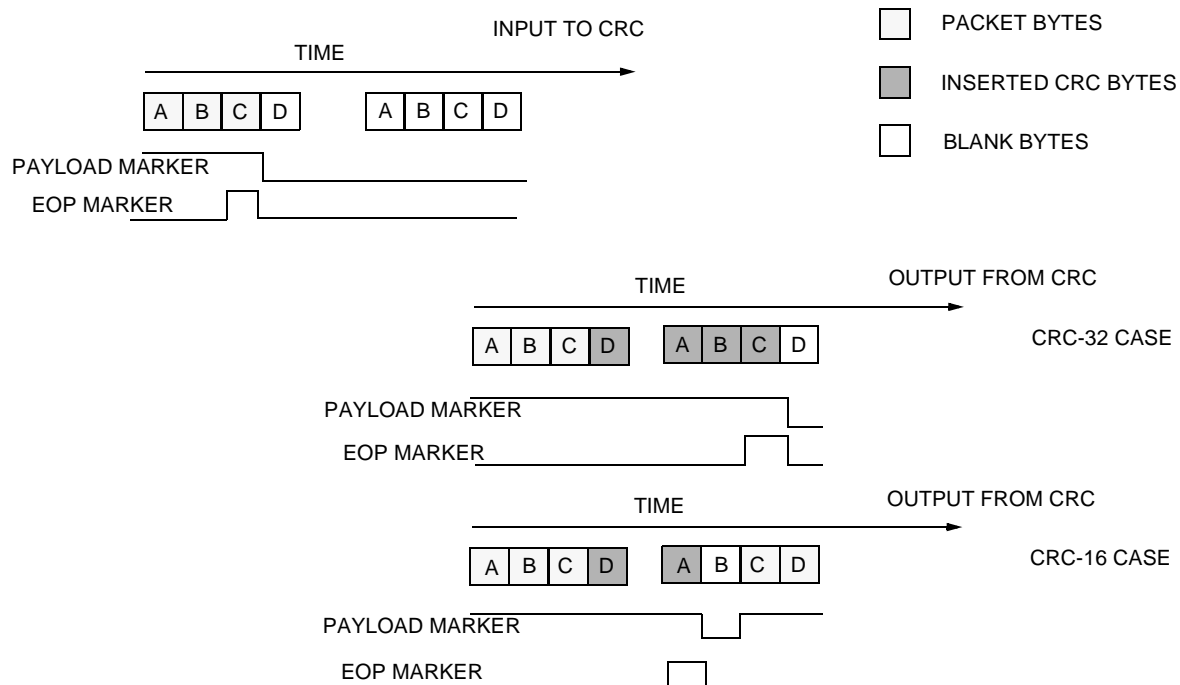 INPUT TO CRC
TIME
A B C D A B C D
PAYLOAD MARKER
EOP MARKER
PACKET BYTES
INSERTED CRC BYTES
BLANK BYTES
TIME
OUTPUT FROM CRC
A B C D A B C D
CRC-32 CASE
PAYLOAD MARKER
EOP MARKER
TIME
OUTPUT FROM CRC
A B C D A B C D
CRC-16 CASE
PAYLOAD MARKER
EOP MARKER